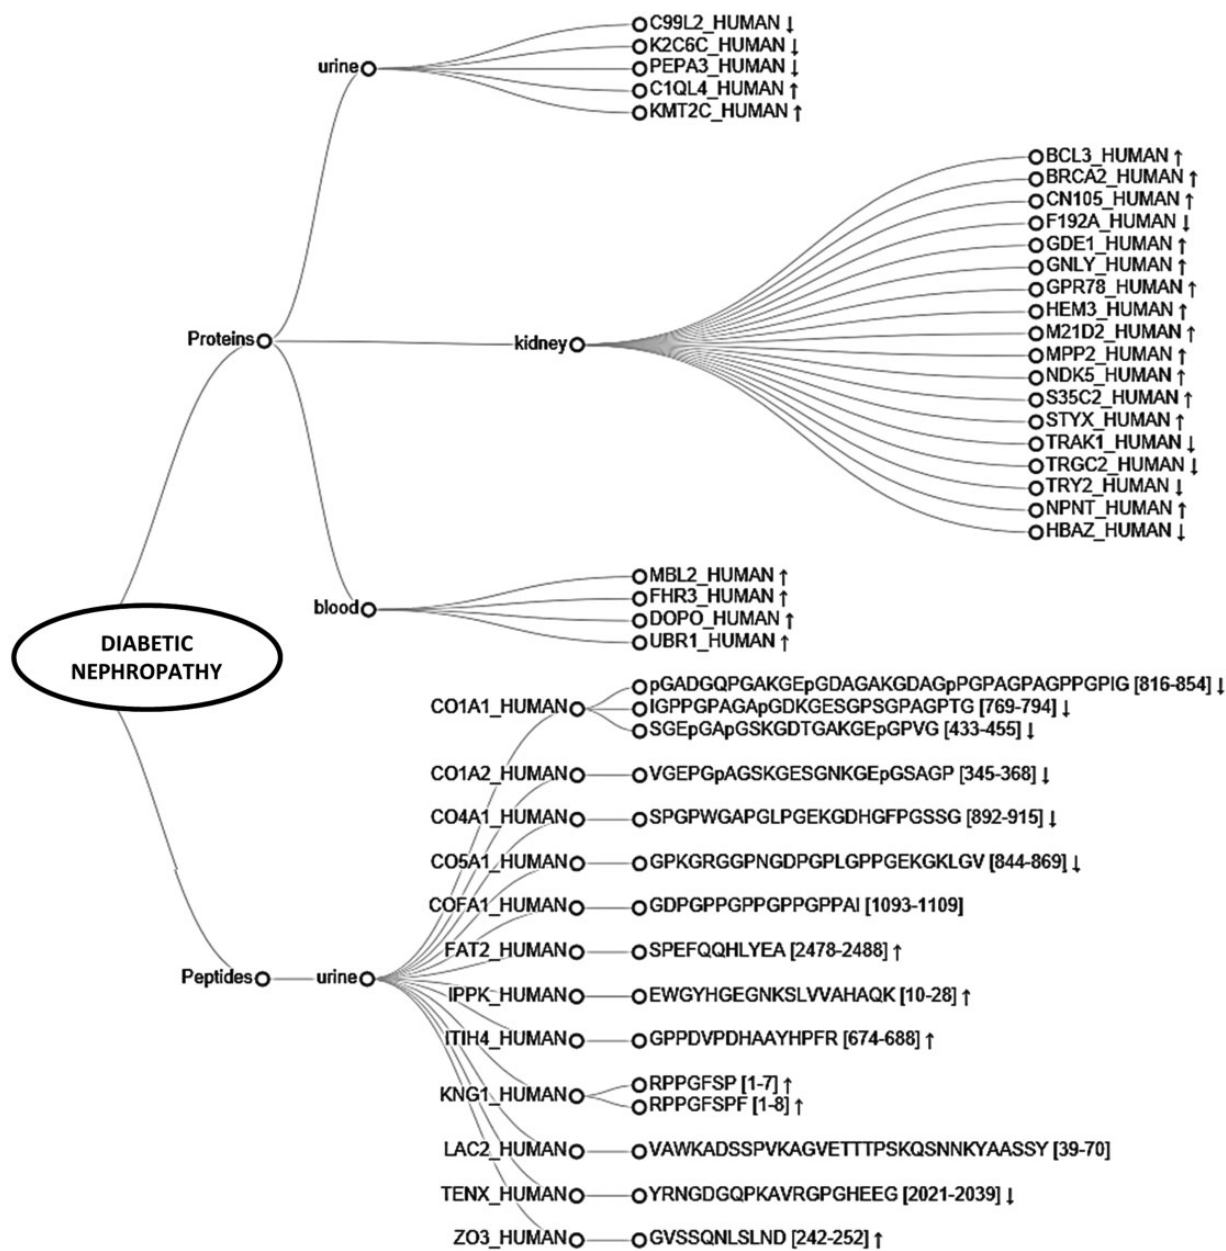 C99L2_HUMAN ↓
K2C6C_HUMAN ↓
urine
PEPA3_HUMAN ↓
C1QL4_HUMAN ↑
KMT2C_HUMAN ↑
BCL3_HUMAN ↑
BRCA2_HUMAN ↑
CN105_HUMAN ↑
F192A_HUMAN ↓
GDE1_HUMAN ↑
GNLY_HUMAN ↑
GPR78_HUMAN ↑
HEM3_HUMAN ↑
M21D2_HUMAN ↑
Proteins
kidney
MPP2_HUMAN ↑
NDK5_HUMAN ↑
S35C2_HUMAN ↑
STYX_HUMAN ↑
TRAK1_HUMAN ↓
TRGC2_HUMAN ↓
TRY2_HUMAN ↓
NPNT_HUMAN ↑
HBAZ_HUMAN ↓
MBL2_HUMAN ↑
FHR3_HUMAN ↑
blood
DOPO_HUMAN ↑
UBR1_HUMAN ↑
DIABETIC
NEPHROPATHY
pGADGQPGAKGEpGDAGAKGDAGpPGPAGPAGPPGPIG [816-854] ↓
CO1A1_HUMAN
IGPPGPAGApGDKGESGPSGPAGPTG [769-794] ↓
SGEpGApGSKGDTGAKGEpGPVG [433-455] ↓
CO1A2_HUMAN
VGEPGpAGSKGESGNKGEpGSAGP [345-368] ↓
CO4A1_HUMAN
SPGPWGAPGLPGEKGDHGFPGSSG [892-915] ↓
CO5A1_HUMAN
GPKGRGGPNGDPGPLGPPGEKGKLGV [844-869] ↓
COFA1_HUMAN
GDPGPPGPPGPPGPPAI [1093-1109]
FAT2_HUMAN
SPEFQQHLYEA [2478-2488] ↑
Peptides
urine
IPPK_HUMAN
EWGYHGEGNKSLVVAHAQK [10-28] ↑
ITIH4_HUMAN
GPPDVPDHAAYHPFR [674-688] ↑
KNG1_HUMAN
RPPGFSP [1-7] ↑
RPPGFSPF [1-8] ↑
LAC2_HUMAN
VAWKADSSPVKAGVETTTPSKQSNNKYAASSY [39-70]
TENX_HUMAN
YRNGDGQPKAVRGPGHEEG [2021-2039] ↓
ZO3_HUMAN
GVSSQNLSLND [242-252] ↑